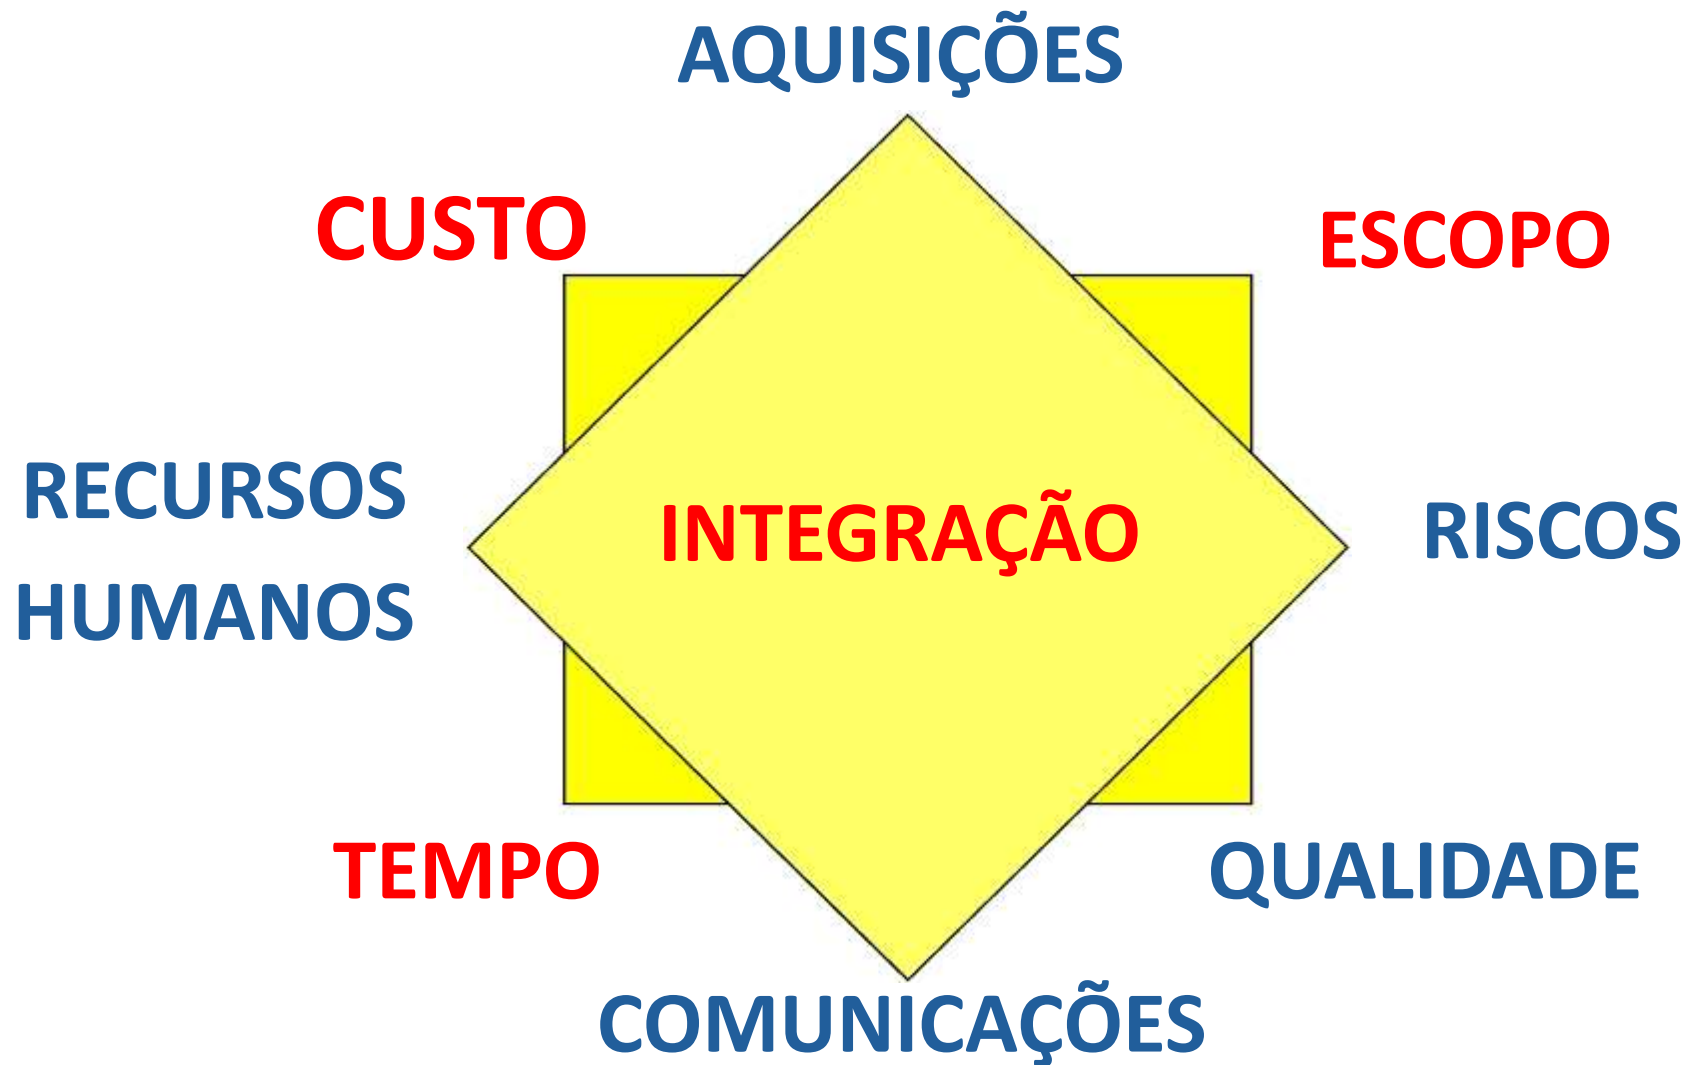 AQUISIÇÕES
CUSTO
ESCOPO
RECURSOS
HUMANOS
INTEGRAÇÃO
RISCOS
TEMPO
QUALIDADE
COMUNICAÇÕES